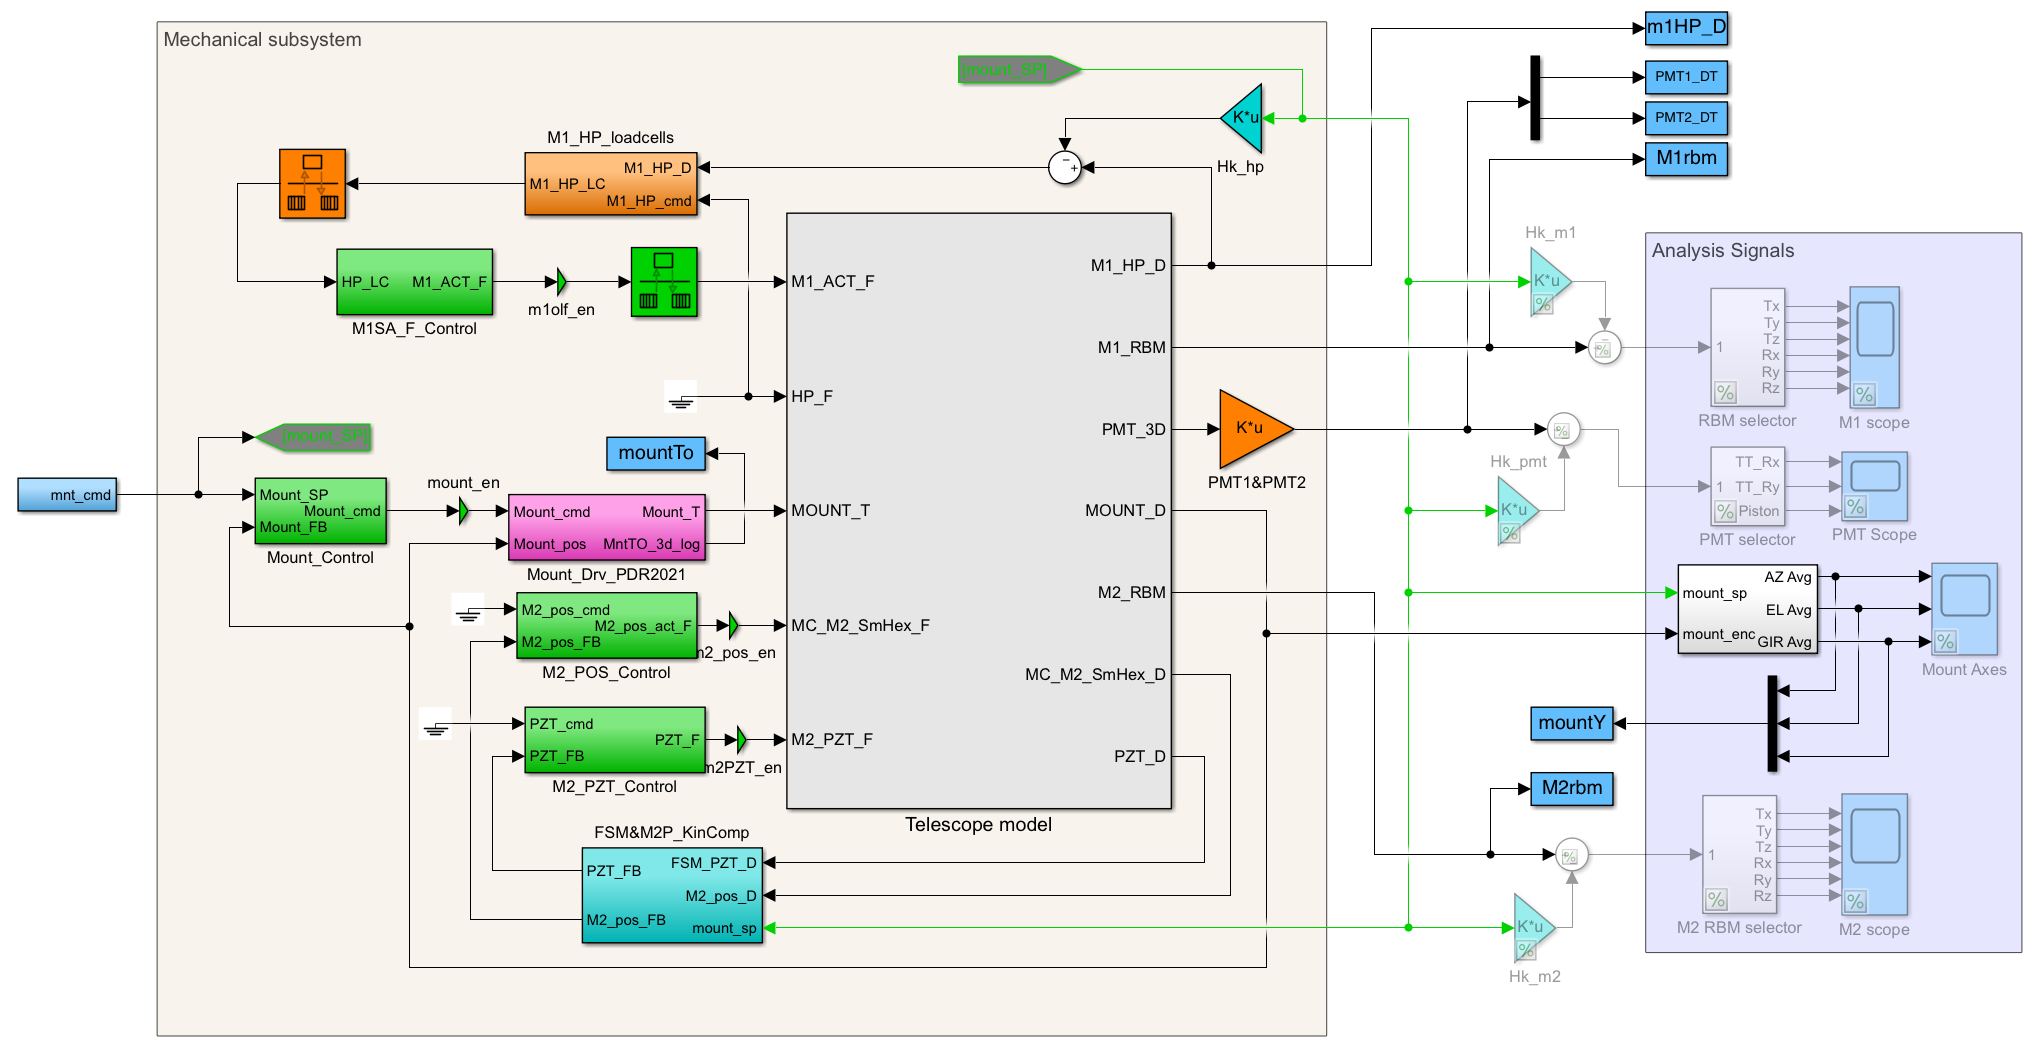 Mechanical subsystem
[mount_SP]
m1HP_D
PMT1_DT
PMT2_DT
M1rbm
K*u
Hk_hp
−
+
M1_HP_loadcells
M1_HP_D
M1_HP_LC
M1_HP_cmd
HP_LC
M1_ACT_F
M1SA_F_Control
m1olf_en
M1_ACT_F
HP_F
MOUNT_T
MC_M2_SmHex_F
M2_PZT_F
M1_HP_D
M1_RBM
PMT_3D
MOUNT_D
M2_RBM
MC_M2_SmHex_D
PZT_D
Telescope model
K*u
PMT1&PMT2
[mount_SP]
mnt_cmd
Mount_SP
Mount_cmd
Mount_FB
Mount_Control
mount_en
mountTo
Mount_cmd
Mount_T
Mount_pos
MntTO_3d_log
Mount_Drv_PDR2021
M2_pos_cmd
M2_pos_act_F
M2_pos_FB
M2_POS_Control
m2_pos_en
PZT_cmd
PZT_F
PZT_FB
M2_PZT_Control
m2PZT_en
FSM&M2P_KinComp
FSM_PZT_D
PZT_FB
M2_pos_D
M2_pos_FB
mount_sp
Hk_m1
K*u
%
%
−
Hk_pmt
K*u
%
%
Analysis Signals
1
Tx
Ty
Tz
Rx
Ry
Rz
%
RBM selector
%
M1 scope
1
TT_Rx
TT_Ry
Piston
%
PMT selector
%
PMT Scope
mount_sp
mount_enc
AZ Avg
EL Avg
GIR Avg
%
Mount Axes
mountY
M2rbm
%
K*u
%
Hk_m2
1
Tx
Ty
Tz
Rx
Ry
Rz
%
M2 RBM selector
%
M2 scope